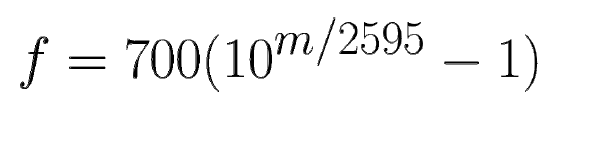 f = 700(10^{m/2595} − 1)